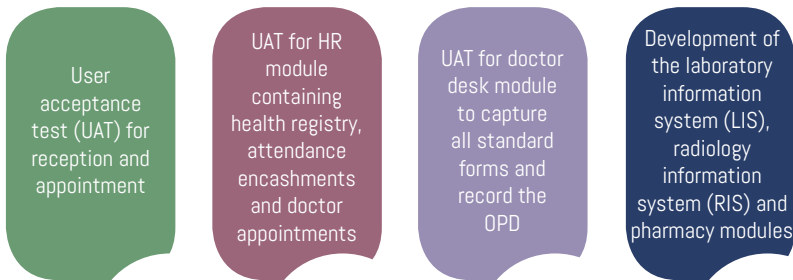 User
acceptance
test (UAT) for
reception and
appointment
UAT for HR
module
containing
health registry,
attendance
encashments
and doctor
appointments
UAT for doctor
desk module
to capture
all standard
forms and
record the
OPD
Development of
the laboratory
information
system (LIS),
radiology
information
system (RIS) and
pharmacy modules